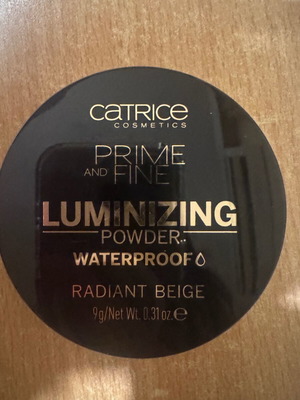 CATRICE
COSMETICS
PRIME
AND FINE
LUMINIZING
POWDER
WATERPROOF
RADIANT BEIGE
9g/Net Wt. 0.31 oz. ℮